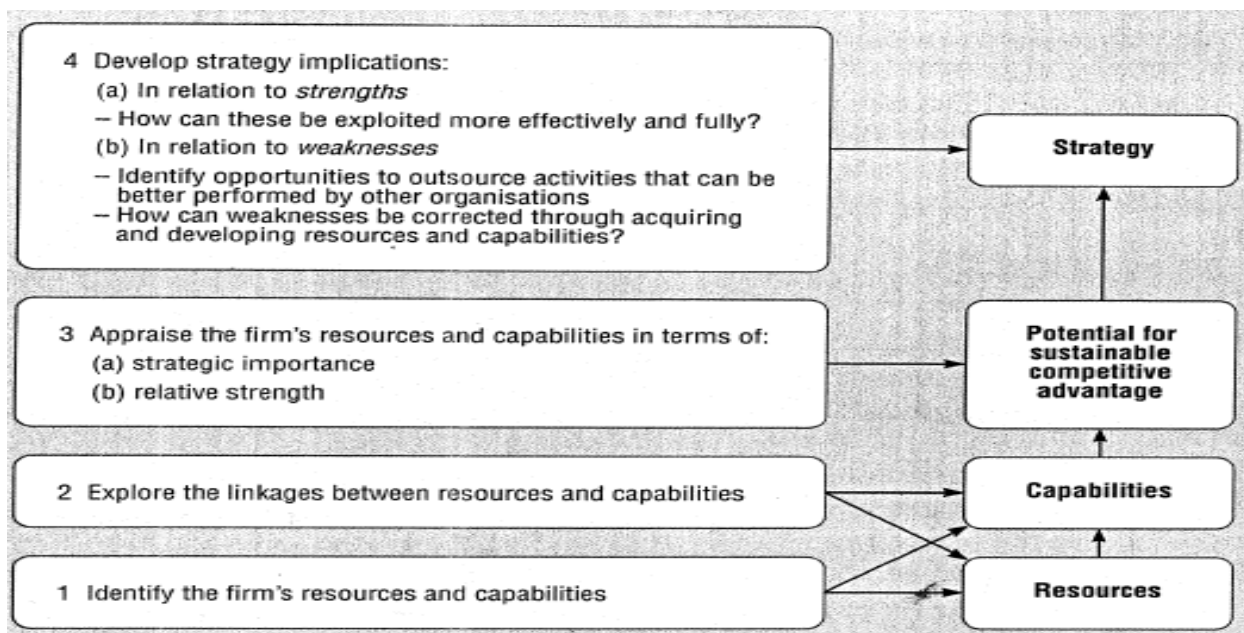 4 Develop strategy implications:
(a) In relation to strengths
– How can these be exploited more effectively and fully?
(b) In relation to weaknesses
– Identify opportunities to outsource activities that can be
better performed by other organisations
– How can weaknesses be corrected through acquiring
and developing resources and capabilities?
Strategy
3 Appraise the firm's resources and capabilities in terms of:
(a) strategic importance
(b) relative strength
Potential for
sustainable
competitive
advantage
2 Explore the linkages between resources and capabilities
Capabilities
1 Identify the firm's resources and capabilities
Resources